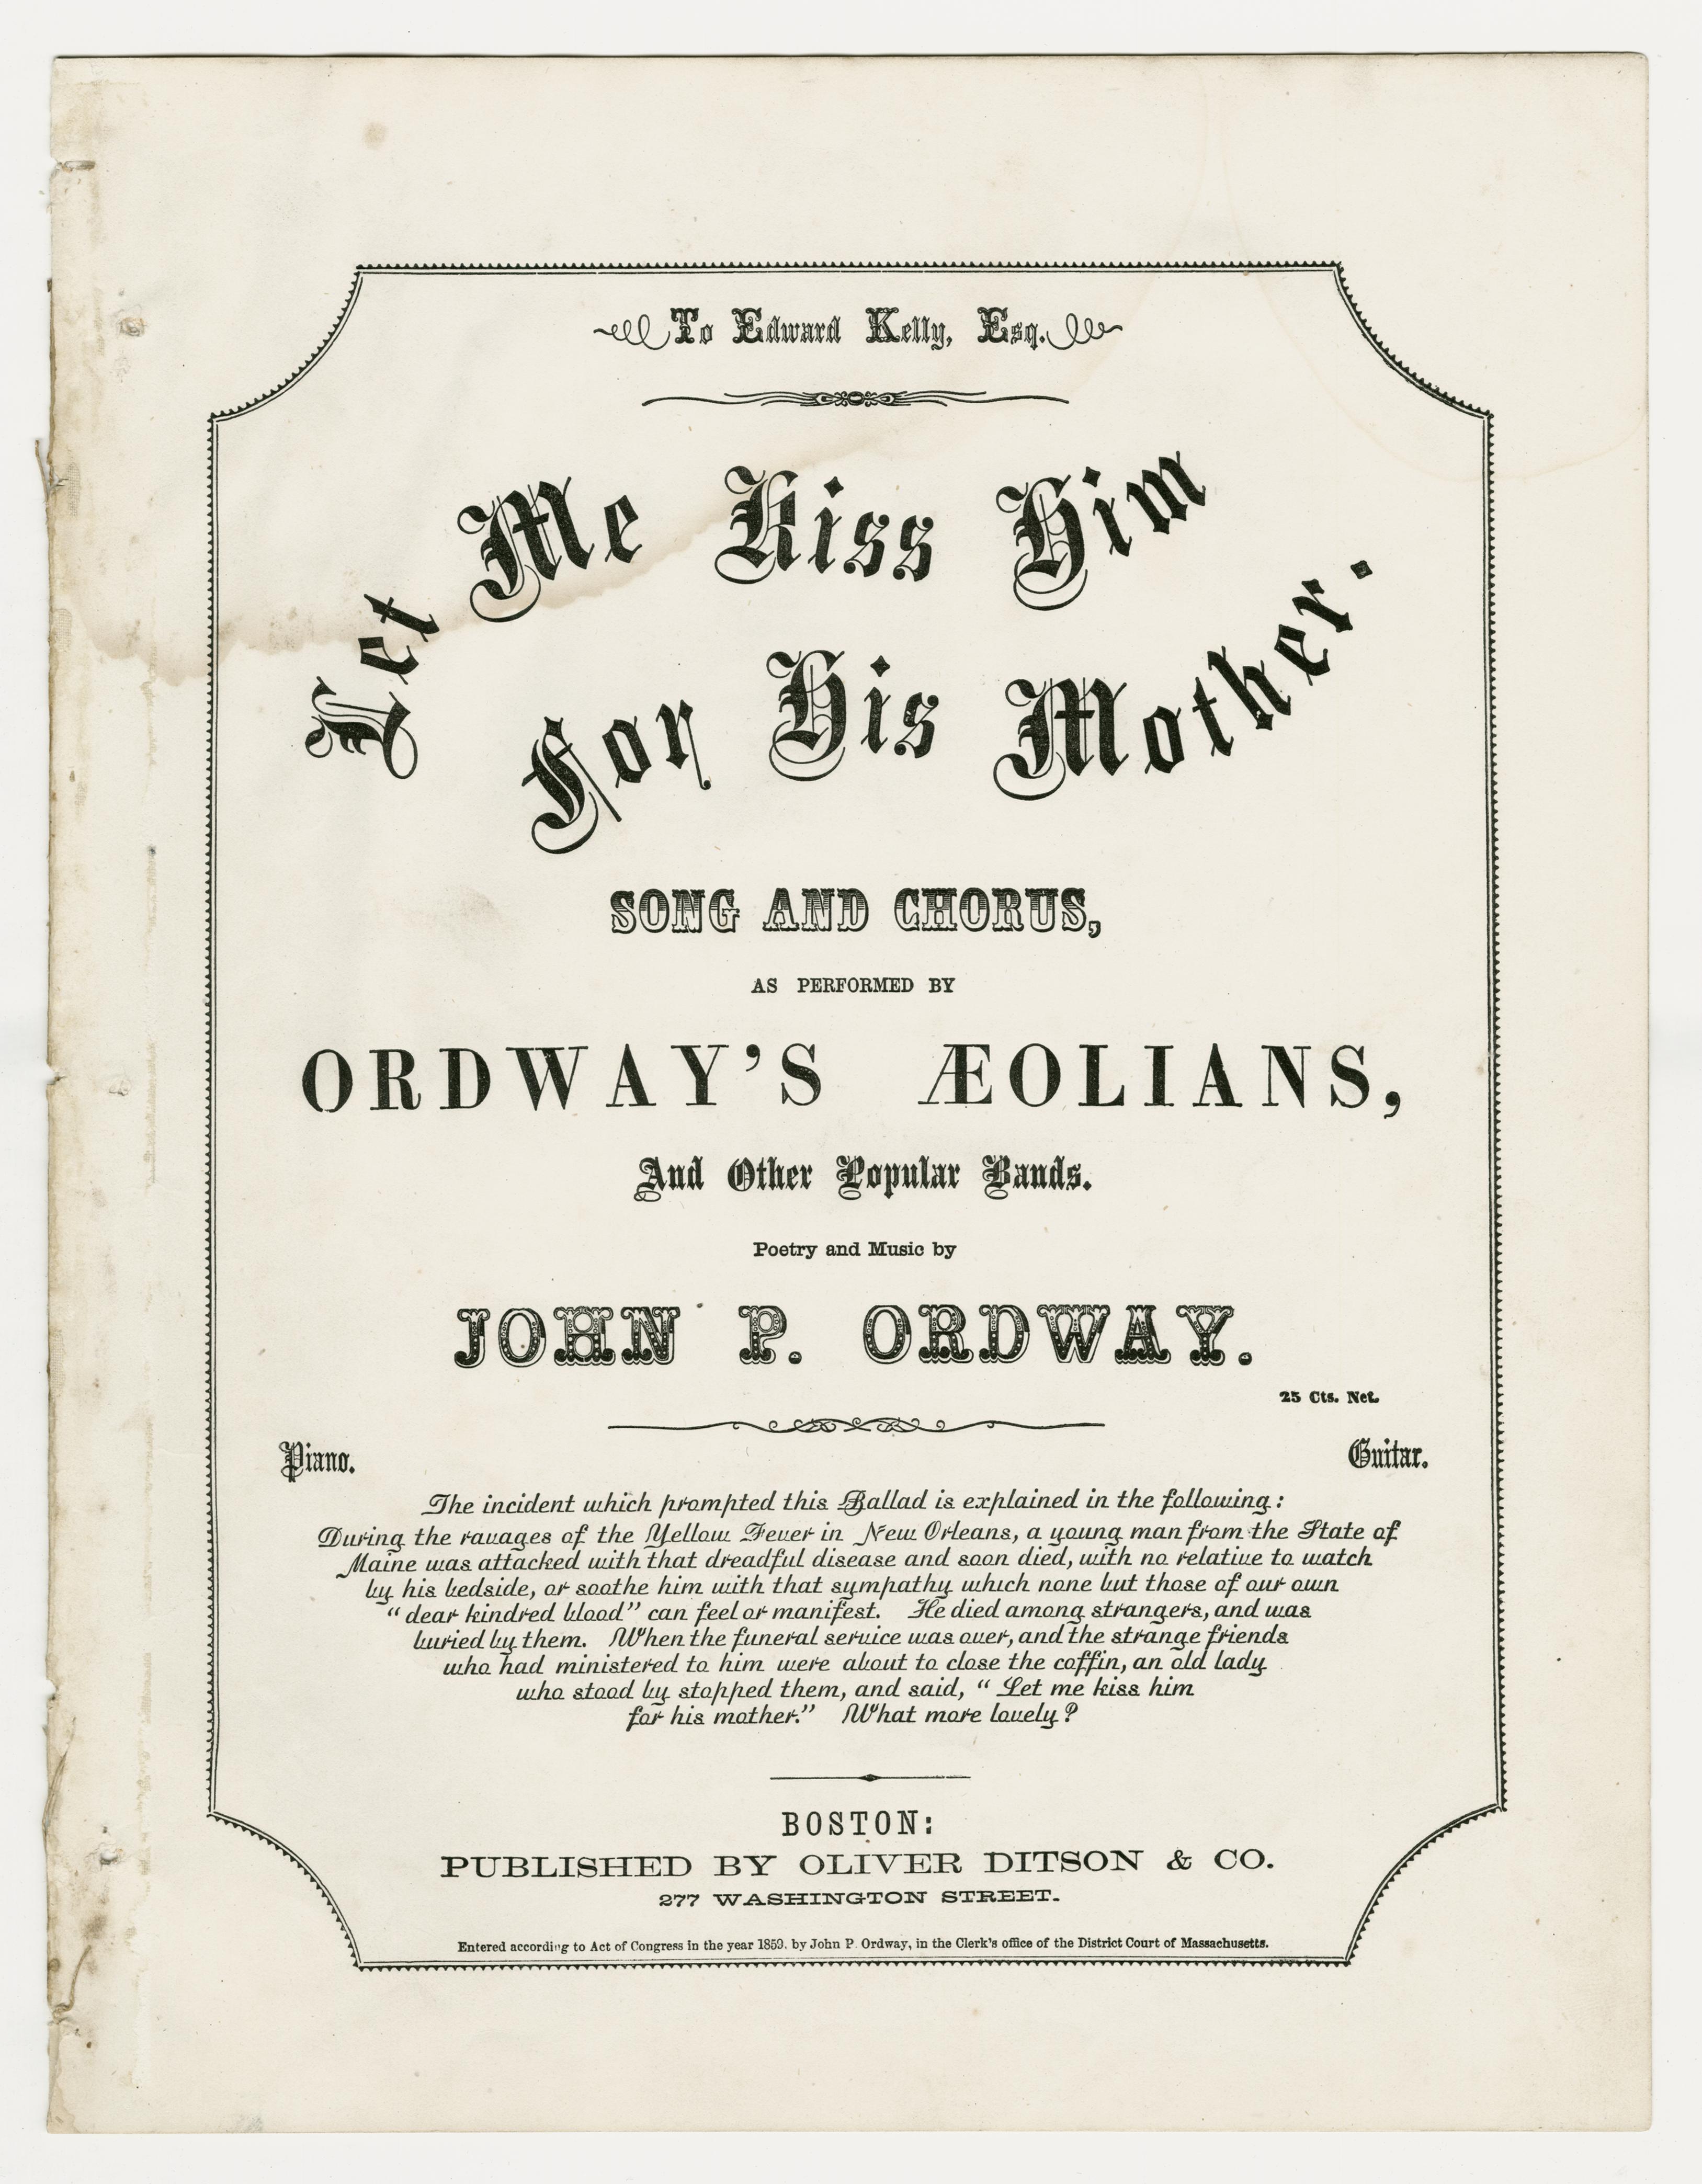 To Edward Kelly, Esq.
Let Me Kiss Him
For His Mother.
SONG AND CHORUS,
AS PERFORMED BY
ORDWAY'S ÆOLIANS,
And Other Popular Bands.
Poetry and Music by
JOHN P. ORDWAY.
25 Cts. Net.
Piano. Guitar.
The incident which prompted this Ballad is explained in the following:
During the ravages of the Yellow Fever in New Orleans, a young man from the State of
Maine was attacked with that dreadful disease and soon died, with no relative to watch
by his bedside, or soothe him with that sympathy which none but those of our own
"dear kindred blood" can feel or manifest. He died among strangers, and was
buried by them. When the funeral service was over, and the strange friends
who had ministered to him were about to close the coffin, an old lady
who stood by stopped them, and said, "Let me kiss him
for his mother." What more lovely?
BOSTON:
PUBLISHED BY OLIVER DITSON & CO.
277 WASHINGTON STREET.
Entered according to Act of Congress in the year 1859, by John P. Ordway, in the Clerk's office of the District Court of Massachusetts.